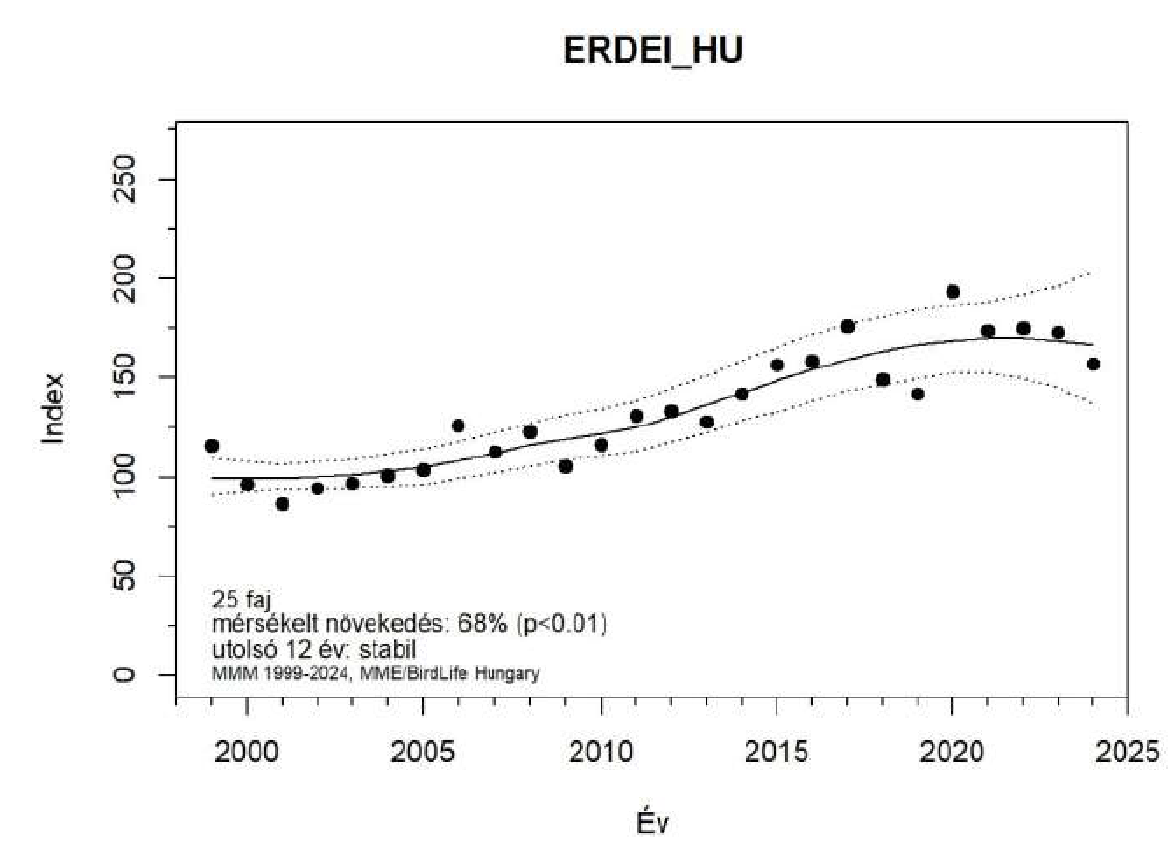 ERDEI_HU
Index
250
200
150
100
50
0
25 faj
mérsékelt növekedés: 68% (p<0.01)
utolsó 12 év: stabil
MMM 1999-2024, MME/BirdLife Hungary
2000 2005 2010 2015 2020 2025
Év